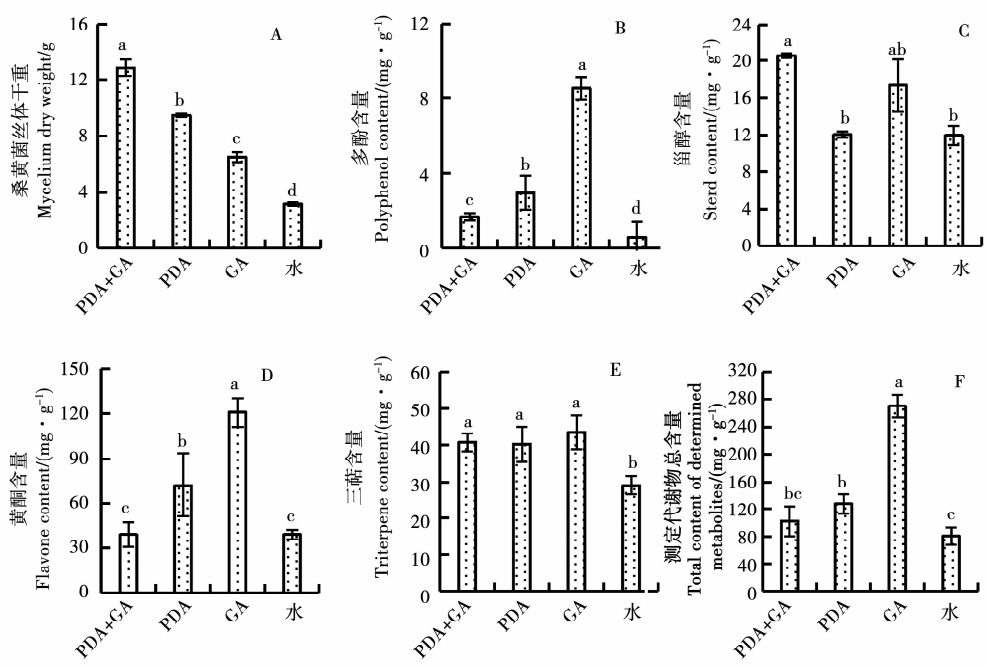 A
桑黄菌丝体干重
Mycelium dry weight/g
16
12
8
4
0
a
b
c
d
PDA+GA
PDA
GA
水
B
多酚含量
Polyphenol content/(mg·g⁻¹)
12
8
4
0
c
b
a
d
PDA+GA
PDA
GA
水
C
甾醇含量
Sterd content/(mg·g⁻¹)
24
20
16
12
8
4
0
a
b
ab
b
PDA+GA
PDA
GA
水
D
黄酮含量
Flavone content/(mg·g⁻¹)
150
120
90
60
30
0
c
b
a
c
PDA+GA
PDA
GA
水
E
三萜含量
Triterpene content/(mg·g⁻¹)
60
50
40
30
20
10
0
a
a
a
b
PDA+GA
PDA
GA
水
F
测定代谢物总含量
Total content of determined
metabolites/(mg·g⁻¹)
320
280
240
200
160
120
80
40
0
bc
b
a
c
PDA+GA
PDA
GA
水